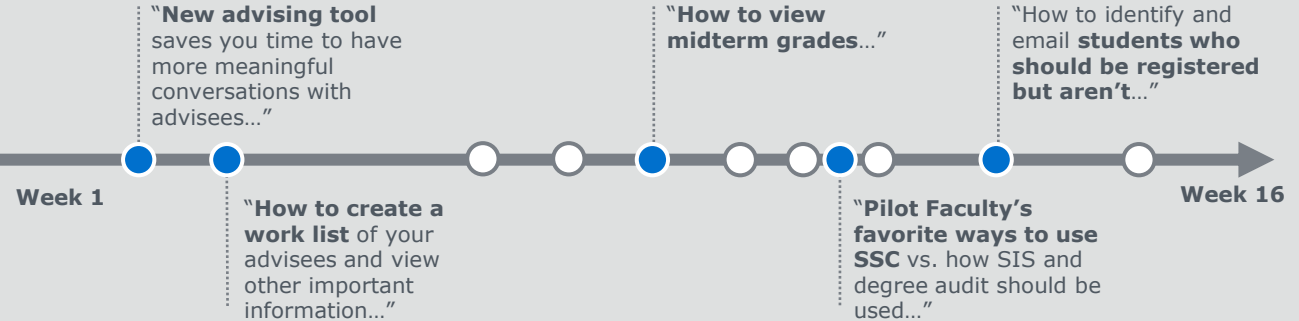 “New advising tool
saves you time to have
more meaningful
conversations with
advisees…”
“How to view
midterm grades…”
“How to identify and
email students who
should be registered
but aren’t…”
Week 1
Week 16
“How to create a
work list of your
advisees and view
other important
information…”
“Pilot Faculty’s
favorite ways to use
SSC vs. how SIS and
degree audit should be
used…”